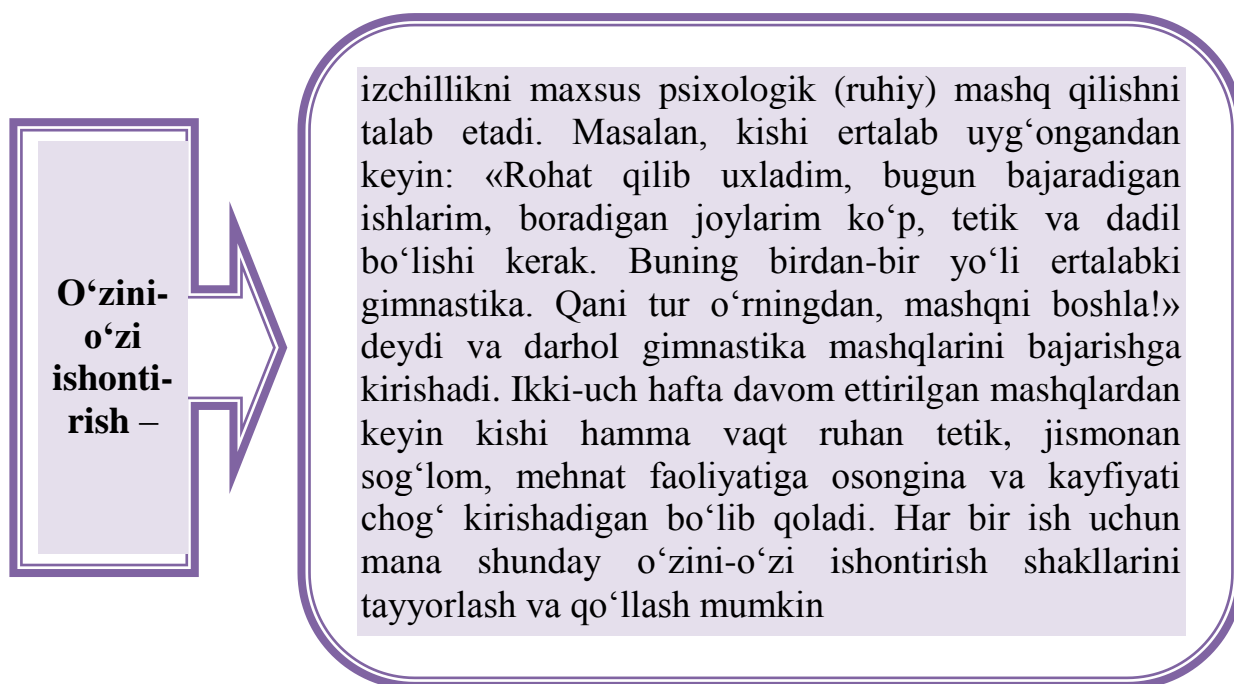 O‘zini-
o‘zi
ishonti-
rish –
izchillikni maxsus psixologik (ruhiy) mashq qilishni
talab etadi. Masalan, kishi ertalab uyg‘ongandan
keyin: «Rohat qilib uxladim, bugun bajaradigan
ishlarim, boradigan joylarim ko‘p, tetik va dadil
bo‘lishi kerak. Buning birdan-bir yo‘li ertalabki
gimnastika. Qani tur o‘rningdan, mashqni boshla!»
deydi va darhol gimnastika mashqlarini bajarishga
kirishadi. Ikki-uch hafta davom ettirilgan mashqlardan
keyin kishi hamma vaqt ruhan tetik, jismonan
sog‘lom, mehnat faoliyatiga osongina va kayfiyati
chog‘ kirishadigan bo‘lib qoladi. Har bir ish uchun
mana shunday o‘zini-o‘zi ishontirish shakllarini
tayyorlash va qo‘llash mumkin